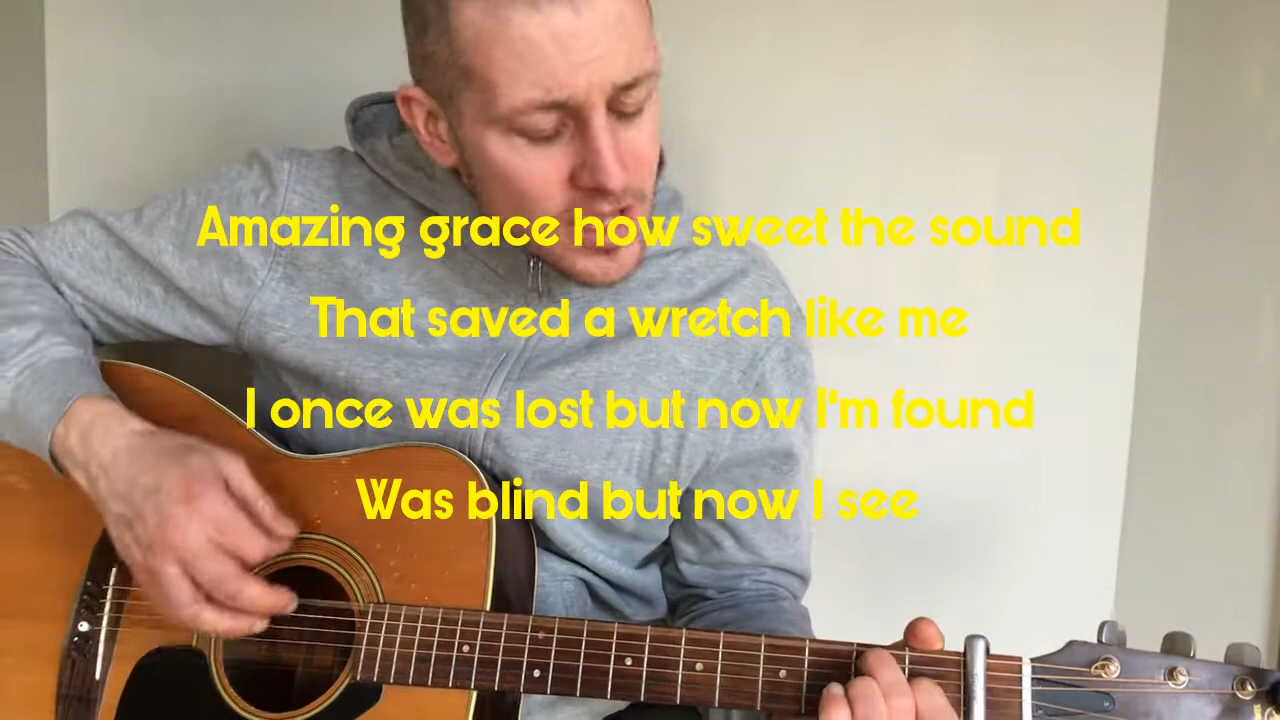 Amazing grace how sweet the sound
That saved a wretch like me
I once was lost but now I'm found
Was blind but now I see